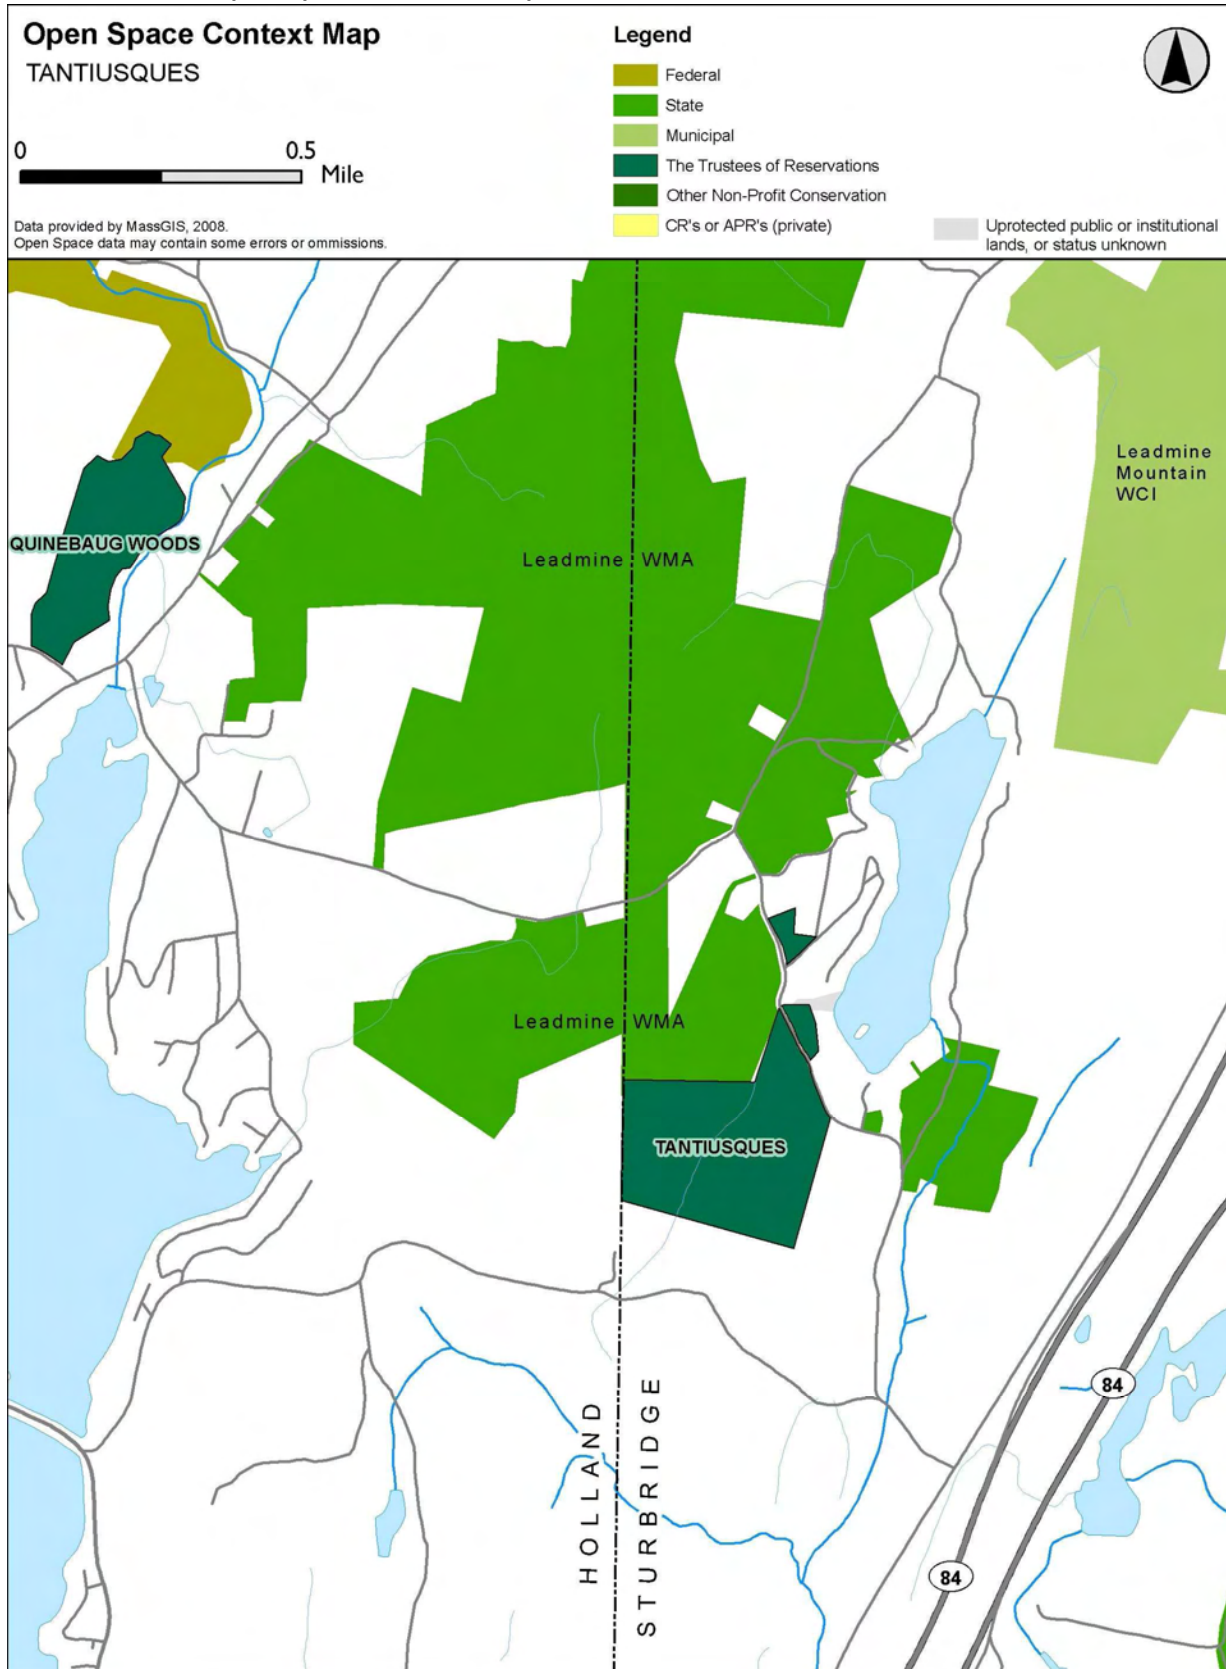 Open Space Context Map
TANTIUSQUES
0 0.5
Mile
Data provided by MassGIS, 2008.
Open Space data may contain some errors or ommissions.
Legend
Federal
State
Municipal
The Trustees of Reservations
Other Non-Profit Conservation
CR's or APR's (private)
Uprotected public or institutional
lands, or status unknown
Leadmine
Mountain
WCI
QUINEBAUG WOODS
Leadmine WMA
Leadmine WMA
TANTIUSQUES
84
HOLLAND
STURBRIDGE
84